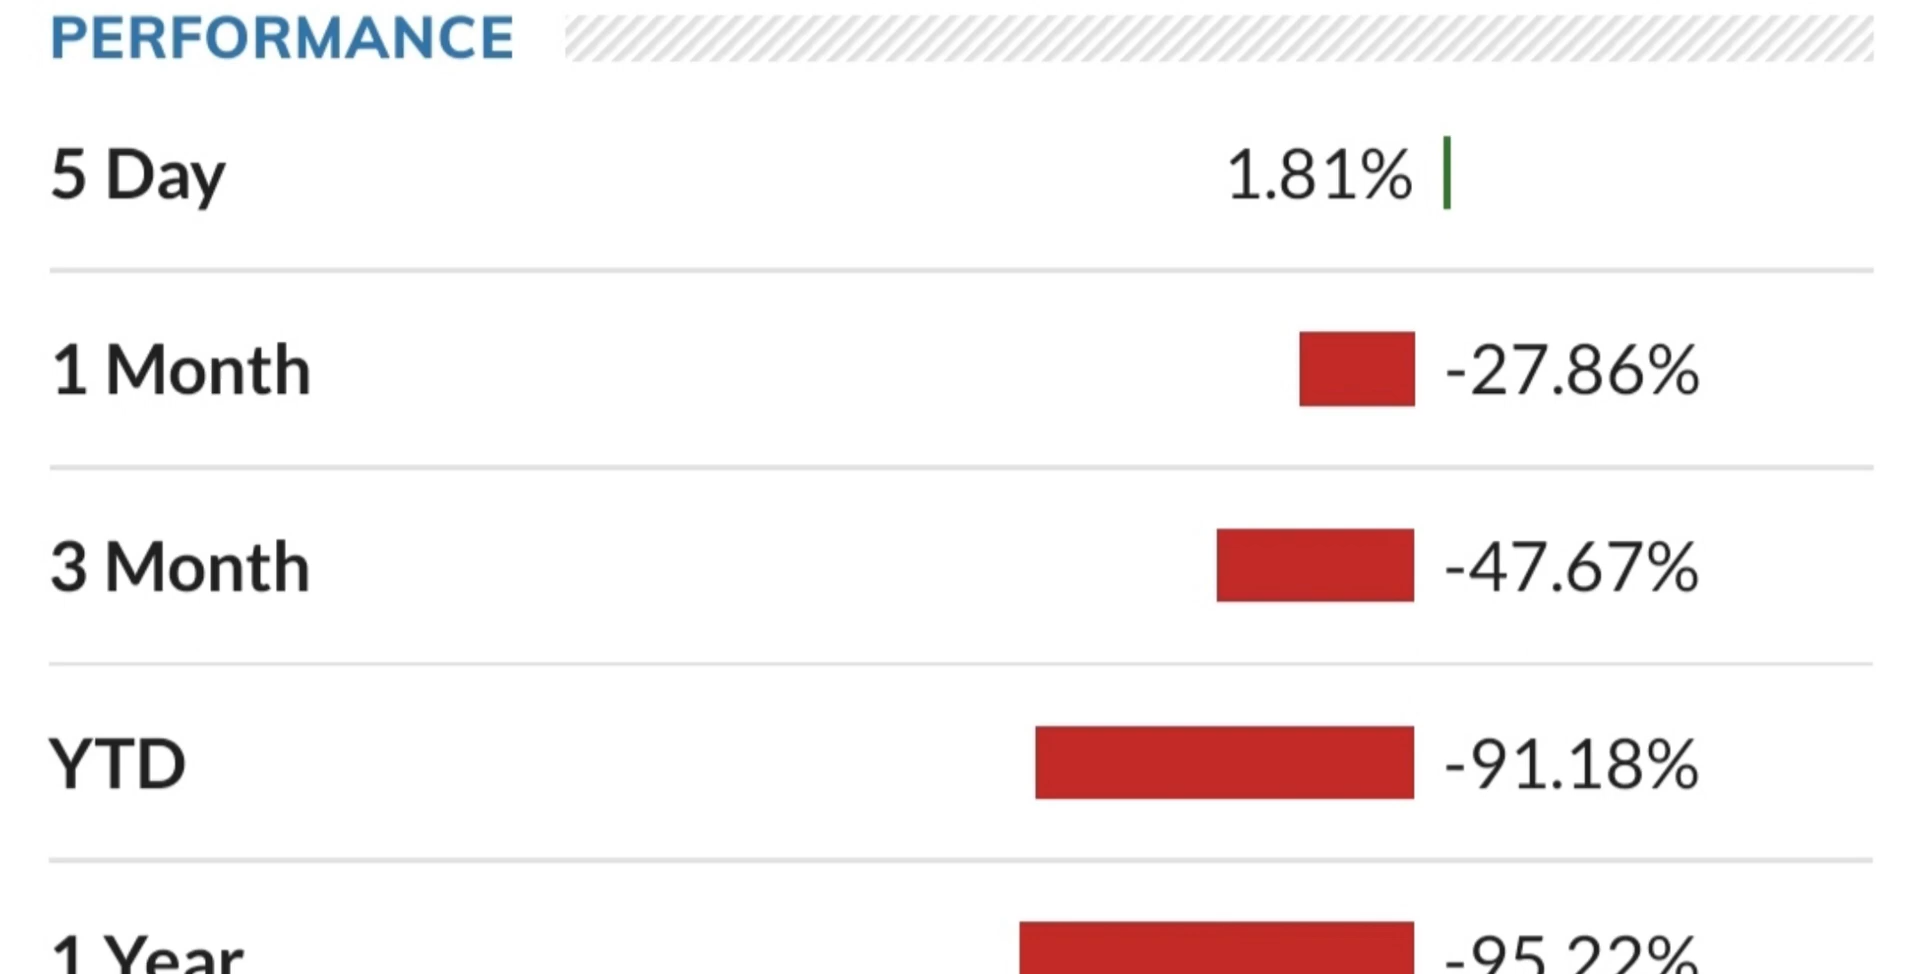 PERFORMANCE
5 Day 1.81%
1 Month -27.86%
3 Month -47.67%
YTD -91.18%
1 Year -95.22%